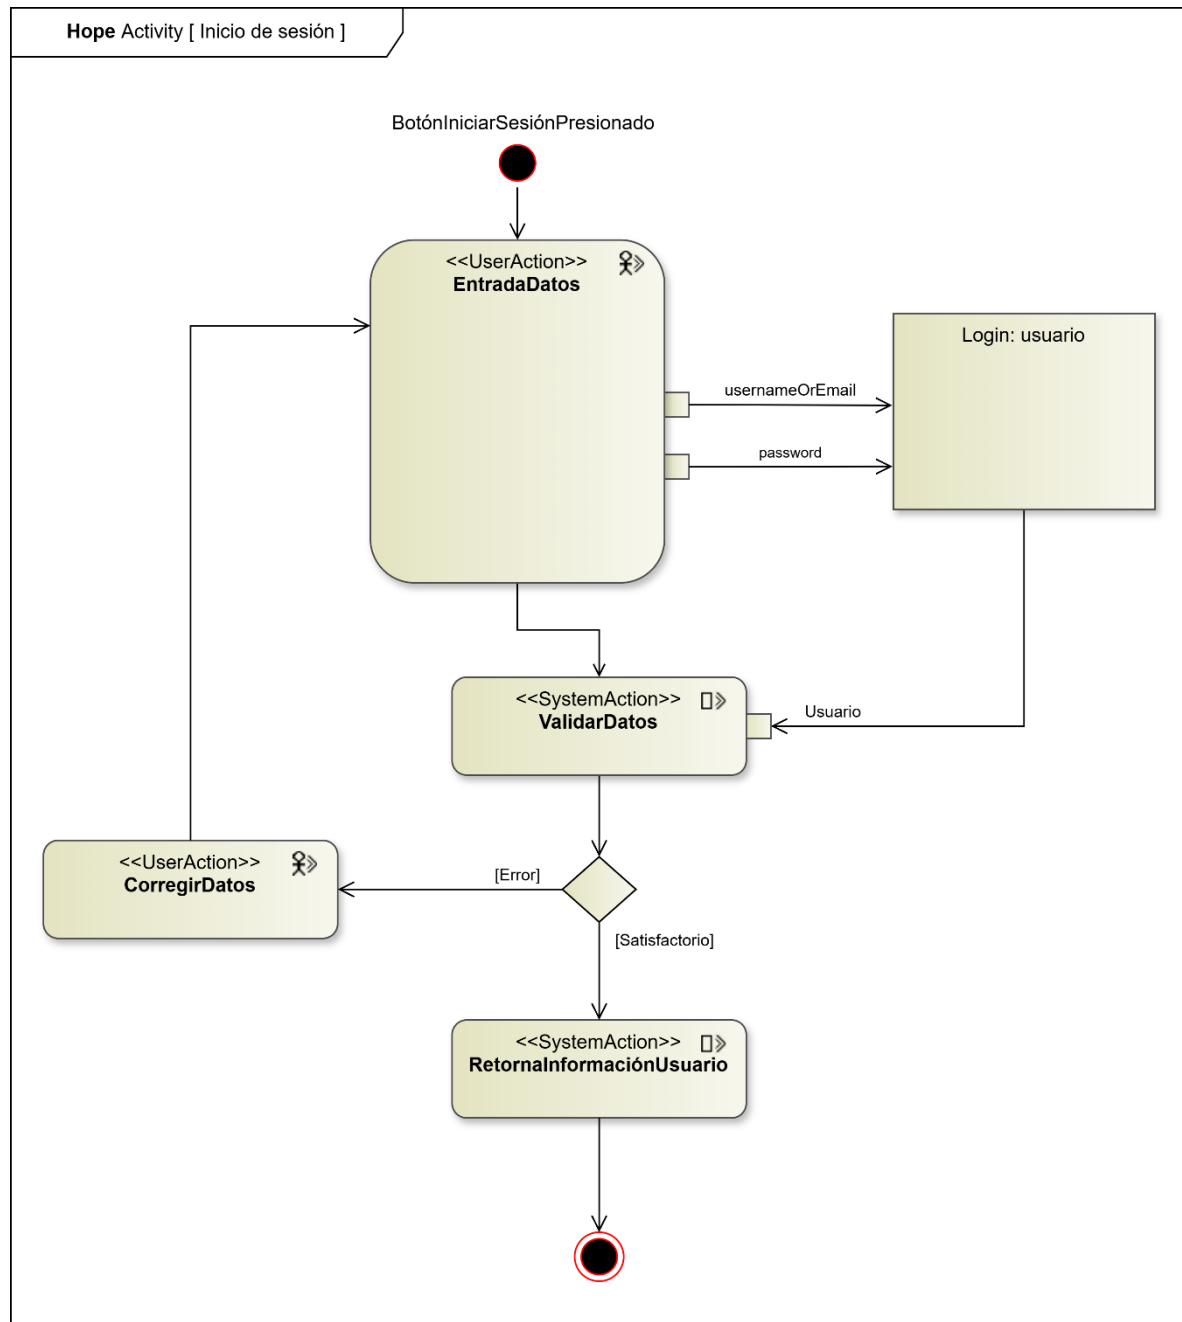 Hope Activity [ Inicio de sesión ]
BotónIniciarSesiónPresionado
<<UserAction>>
EntradaDatos
Login: usuario
usernameOrEmail
password
<<SystemAction>>
ValidarDatos
Usuario
<<UserAction>>
CorregirDatos
[Error]
[Satisfactorio]
<<SystemAction>>
RetornaInformaciónUsuario